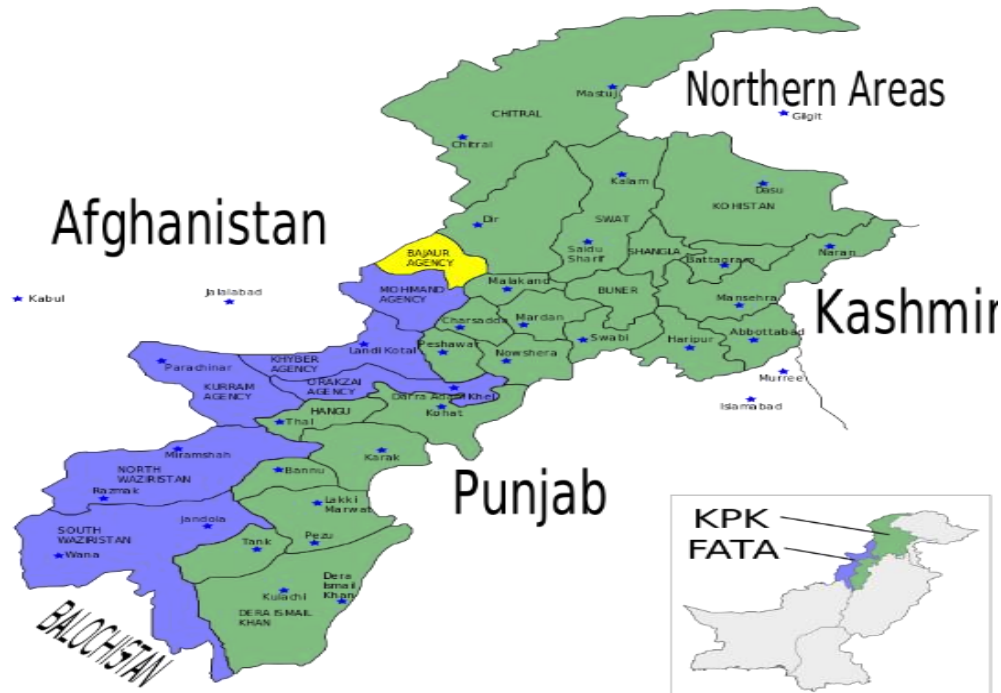 Mastuj
Northern Areas
CHITRAL
Gilgit
Chitral
Kalam
Dasu
KOHISTAN
Afghanistan
Dir
SWAT
Saidu
Sharif
SHANGLA
Battagram
Naran
BAJAUR
AGENCY
Malakand
BUNER
MOHMAND
AGENCY
Kabul
Jalalabad
Mansehra
Kashmir
Charsadda
Mardan
Swabi
Haripur
Abbottabad
Landi Kotal
Peshawar
Nowshera
Parachinar
KHYBER
AGENCY
Murree
KURRAM
AGENCY
ORAKZAI
AGENCY
Darra Adam Khel
Islamabad
HANGU
Kohat
Thal
Miramshah
Karak
NORTH
WAZIRISTAN
Bannu
Punjab
Razmak
Lakki
Marwat
Jandola
SOUTH
WAZIRISTAN
Wana
Tank
Pezu
Kulachi
Dera
Ismail
Khan
DERA ISMAIL
KHAN
BALOCHISTAN
KPK
FATA